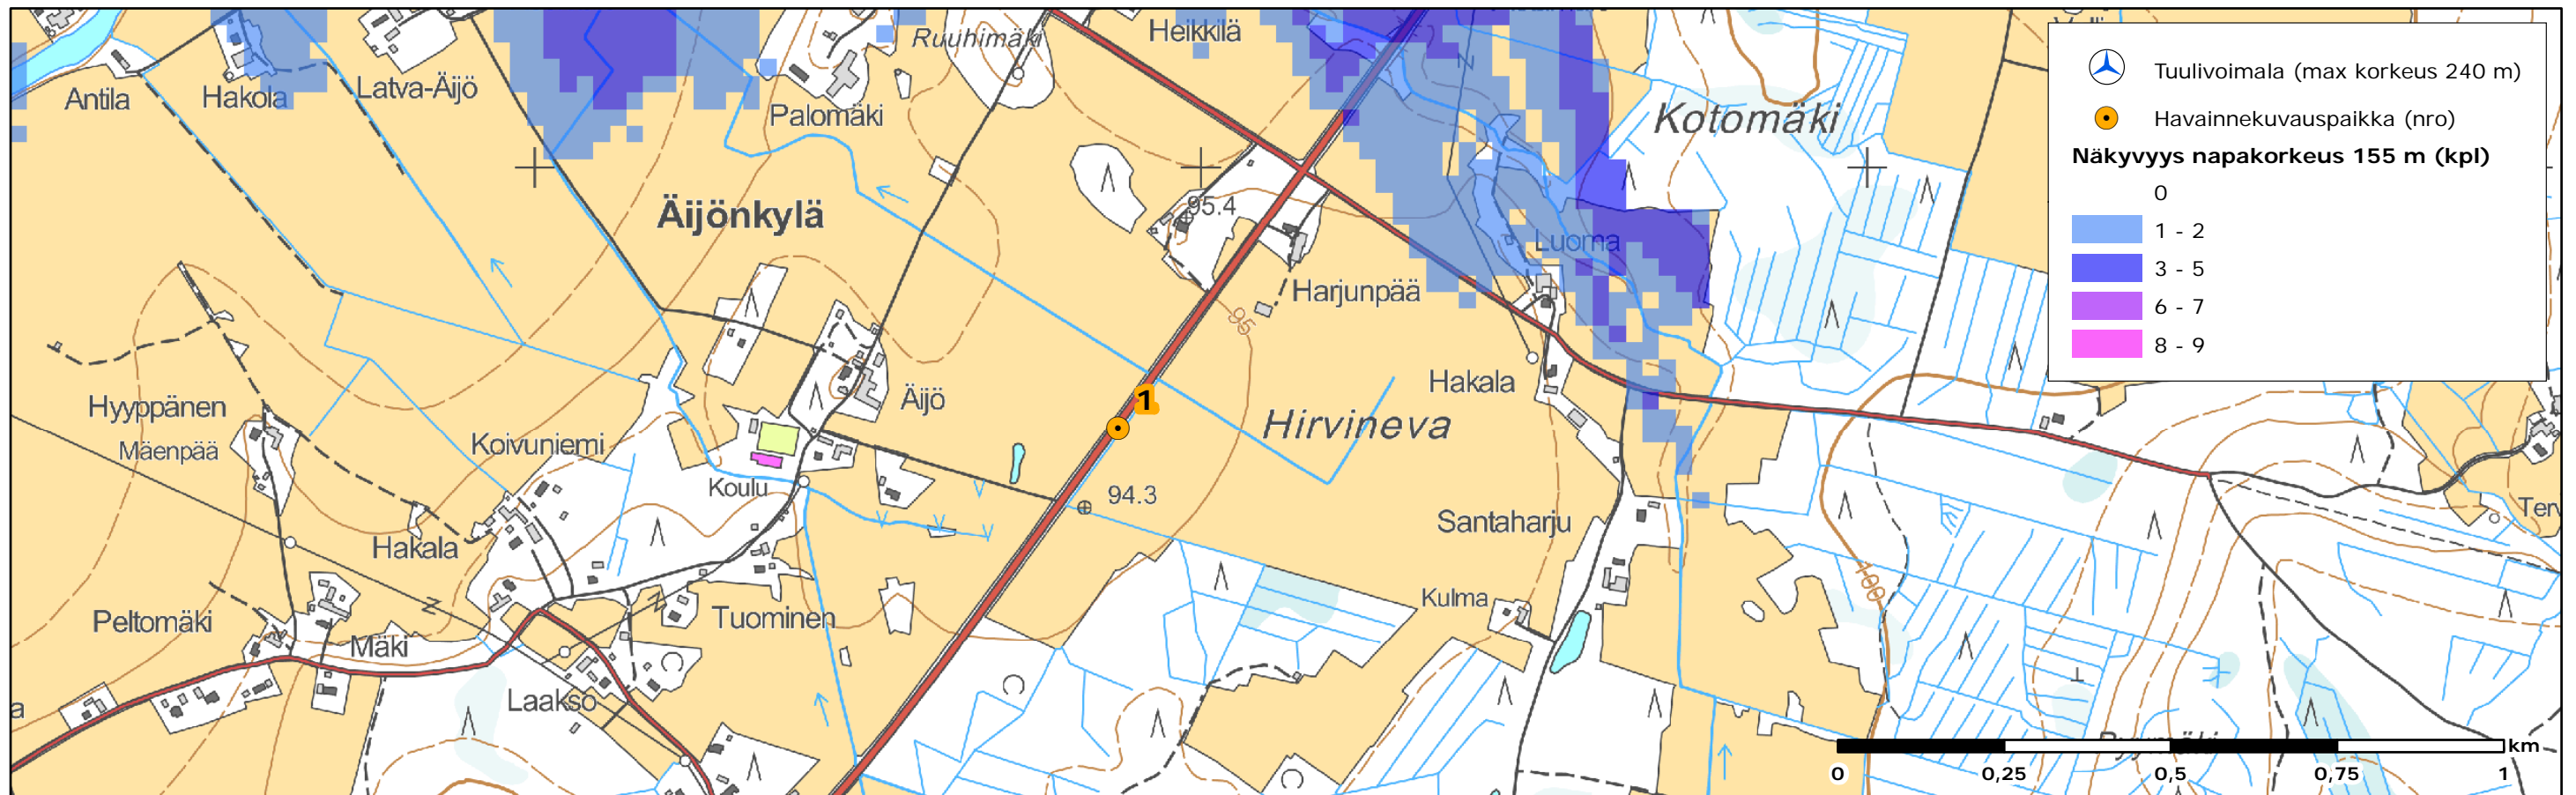 Ruuhimäki
Heikkilä
Antila
Hakola
Latva-Äijö
Palomäki
Kotomäki
Äijönkylä
95.4
Luoma
Harjunpää
95
Hakala
1
Hyyppänen
Mäenpää
Äijö
Koivuniemi
Hirvineva
Koulu
94.3
Santaharju
Hakala
Kulma
100
Peltomäki
Tuominen
Mäki
Laakso
a
Terv
Tuulivoimala (max korkeus 240 m)
Havainnekuvauspaikka (nro)
Näkyvyys napakorkeus 155 m (kpl)
0
1 - 2
3 - 5
6 - 7
8 - 9
km
0 0,25 0,5 0,75 1